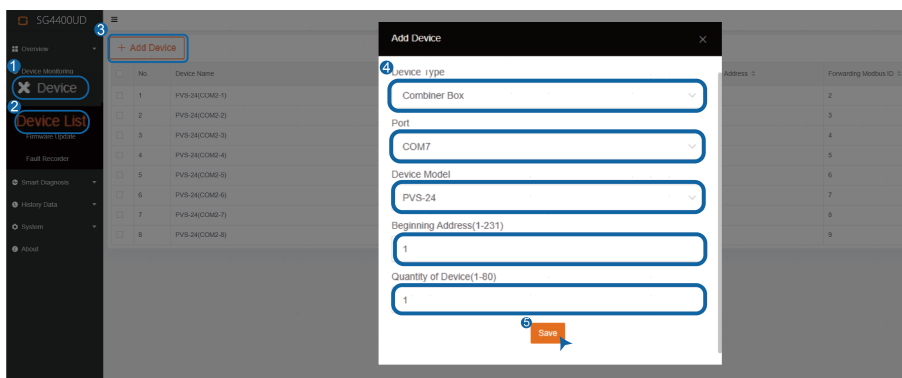 SG4400UD
3
Overview
+ Add Device
1
Device Monitoring
Device
2
Device List
Firmware Update
Fault Recorder
Smart Diagnosis
History Data
System
About
No
Device Name
Address
Forwarding Modbus ID
1
PVS-24(COM2-1)
2
2
PVS-24(COM2-2)
3
3
PVS-24(COM2-3)
4
4
PVS-24(COM2-4)
5
5
PVS-24(COM2-5)
6
6
PVS-24(COM2-6)
7
7
PVS-24(COM2-7)
8
8
PVS-24(COM2-8)
9
Add Device
4
Device Type
Combiner Box
Port
COM7
Device Model
PVS-24
Beginning Address(1-231)
1
Quantity of Device(1-80)
1
5
Save